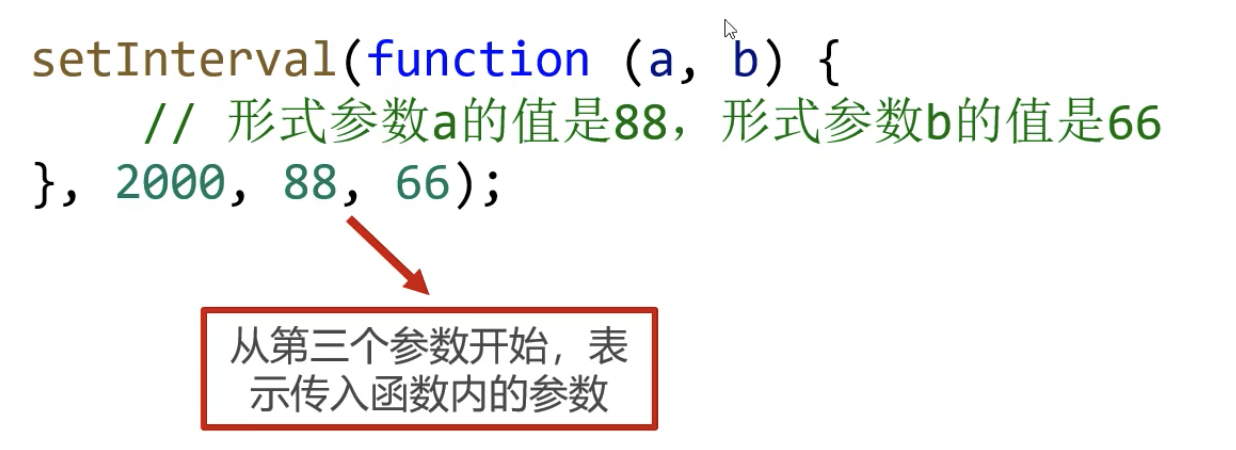 setInterval(function (a, b) {
    // 形式参数a的值是88，形式参数b的值是66
}, 2000, 88, 66);
从第三个参数开始，表
示传入函数内的参数